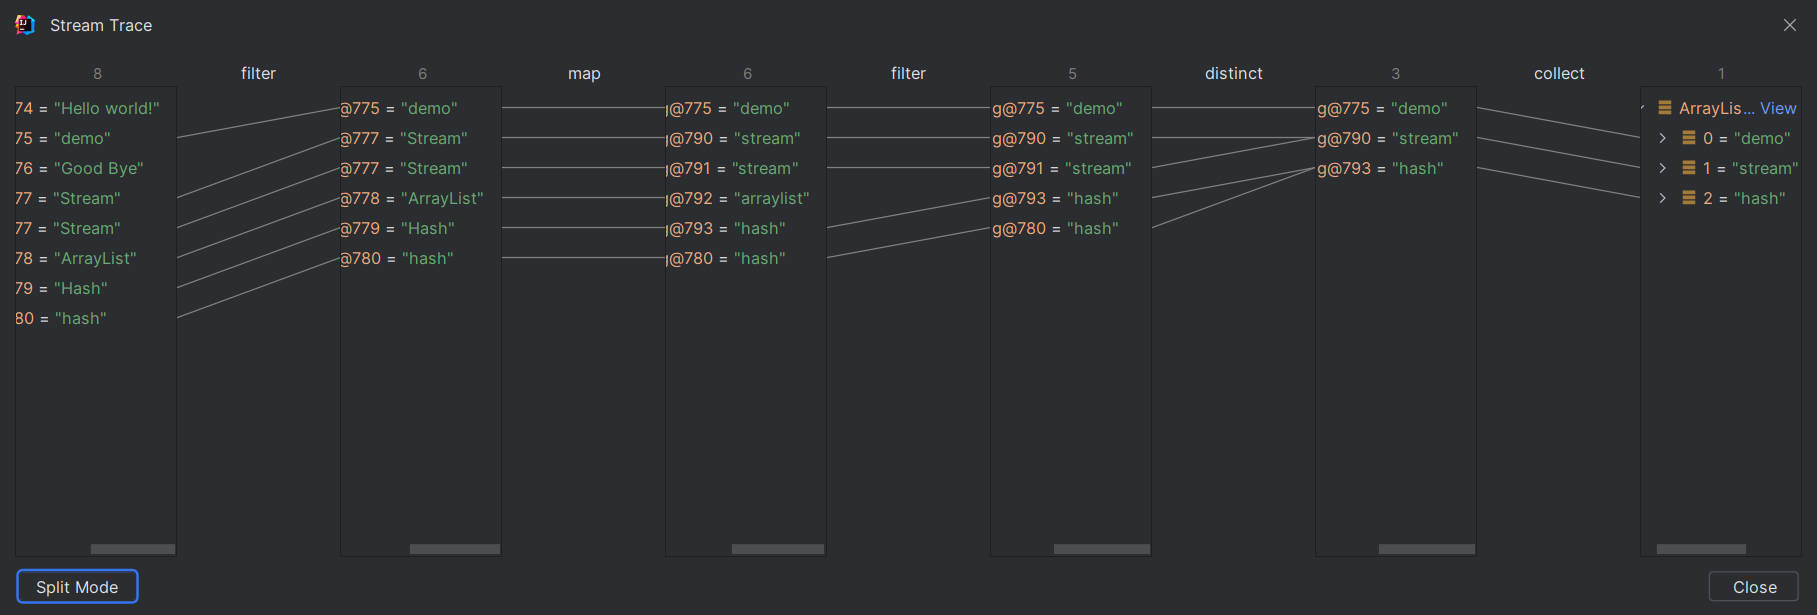 Stream Trace
8 filter 6 map 6 filter 5 distinct 3 collect 1
74 = "Hello world!"
75 = "demo"
76 = "Good Bye"
77 = "Stream"
77 = "Stream"
78 = "ArrayList"
79 = "Hash"
80 = "hash"
@775 = "demo"
@777 = "Stream"
@777 = "Stream"
@778 = "ArrayList"
@779 = "Hash"
@780 = "hash"
g@775 = "demo"
g@790 = "stream"
g@791 = "stream"
g@792 = "arraylist"
g@793 = "hash"
g@780 = "hash"
g@775 = "demo"
g@790 = "stream"
g@791 = "stream"
g@793 = "hash"
g@780 = "hash"
g@775 = "demo"
g@790 = "stream"
g@793 = "hash"
ArrayLis... View
0 = "demo"
1 = "stream"
2 = "hash"
Split Mode
Close